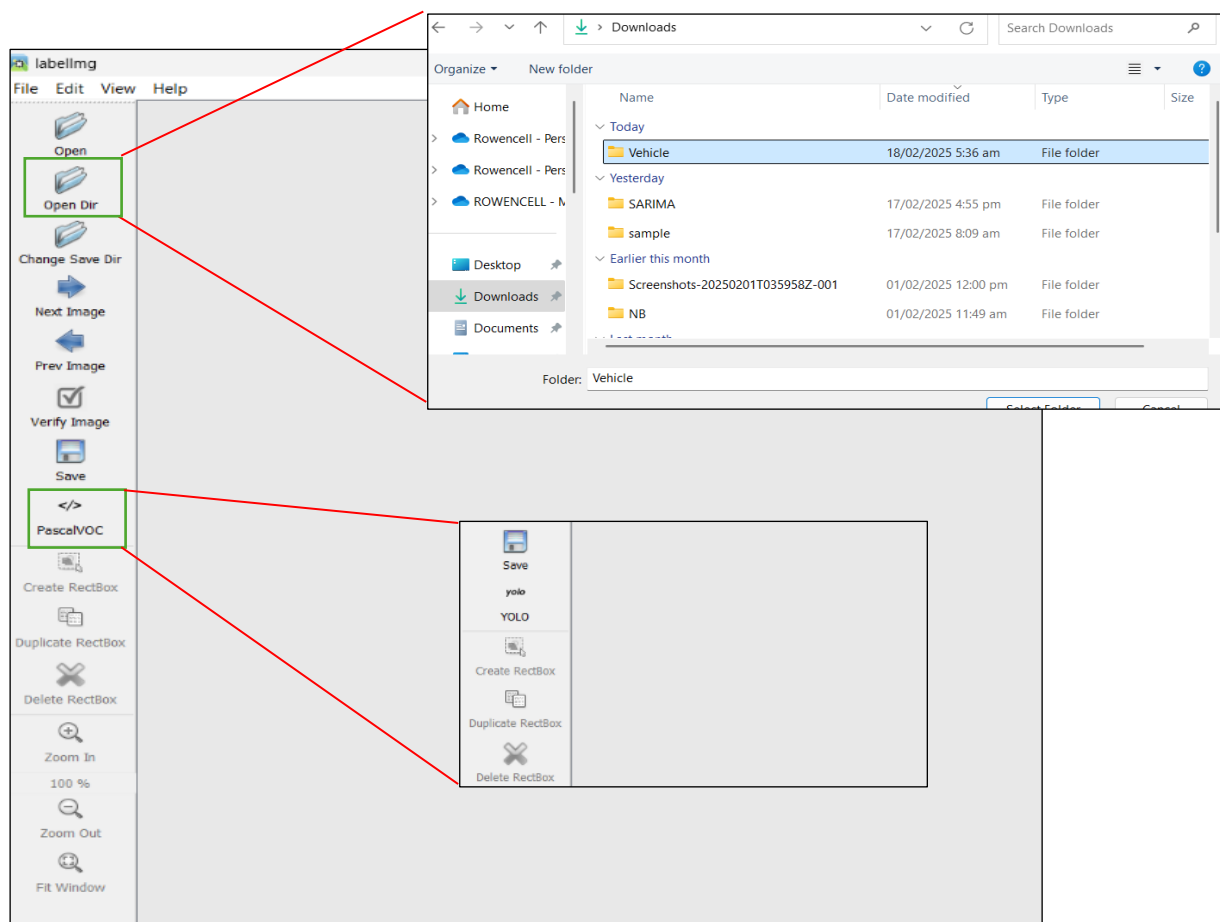 labelImg
File Edit View Help
Open
Open Dir
Change Save Dir
Next Image
Prev Image
Verify Image
Save
</>
PascalVOC
Create RectBox
Duplicate RectBox
Delete RectBox
Zoom In
100 %
Zoom Out
Fit Window
Downloads
Search Downloads
Organize New folder
Name Date modified Type Size
Home
Rowencell - Pers
Rowencell - Pers
ROWENCELL - M
Desktop
Downloads
Documents
Today
Vehicle 18/02/2025 5:36 am File folder
Yesterday
SARIMA 17/02/2025 4:55 pm File folder
sample 17/02/2025 8:09 am File folder
Earlier this month
Screenshots-20250201T035958Z-001 01/02/2025 12:00 pm File folder
NB 01/02/2025 11:49 am File folder
Last month
Folder: Vehicle
Select Folder Cancel
Save
yolo
YOLO
Create RectBox
Duplicate RectBox
Delete RectBox